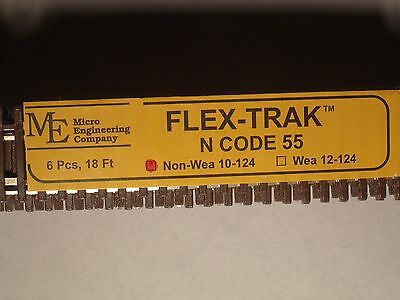 ME Micro
Engineering
Company
6 Pcs, 18 Ft
FLEX-TRAK™
N CODE 55
Non-Wea 10-124 Wea 12-124